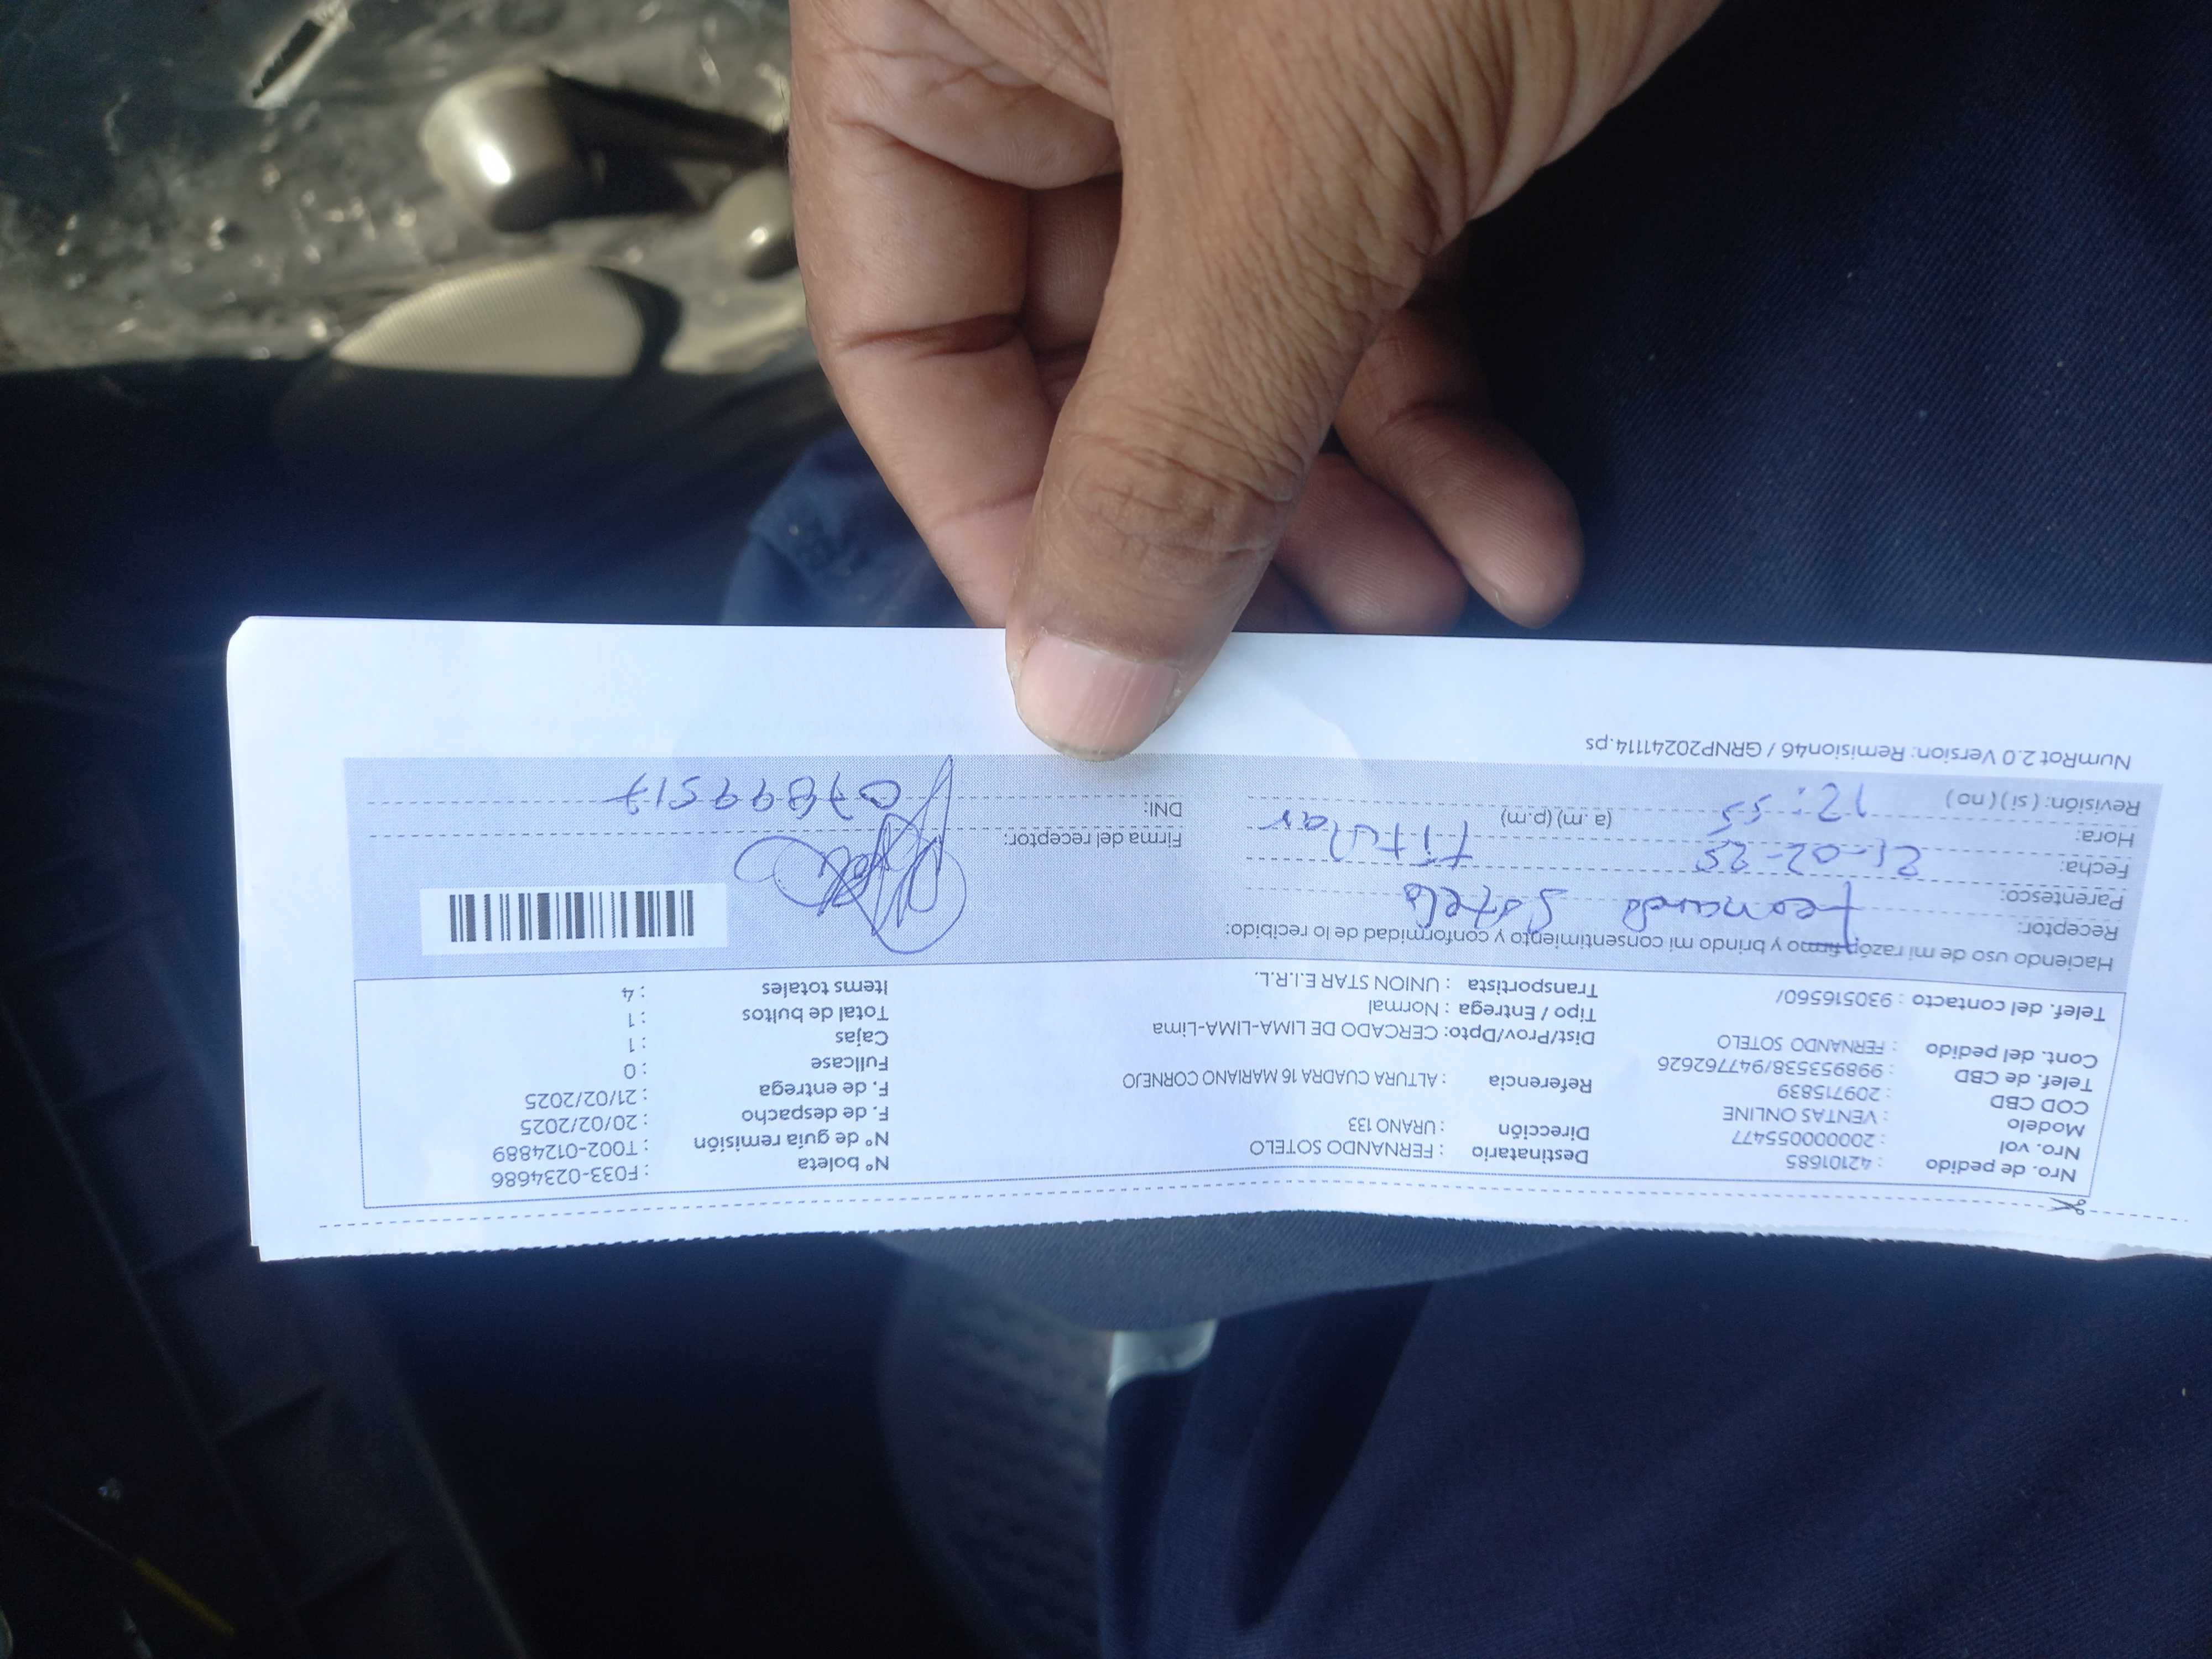 Nro. de pedido : 42101685
Nro. vol : 200000055477
Modelo : VENTAS ONLINE
COD CBD : 209715839
Telef. de CBD : 998953538/947762626
Cont. del pedido : FERNANDO SOTELO
Telef. del contacto : 930516560/
Destinatario : FERNANDO SOTELO
Dirección : URANO 133
Referencia : ALTURA CUADRA 16 MARIANO CORNEJO
Dist/Prov/Dpto: CERCADO DE LIMA-LIMA-Lima
Tipo / Entrega : Normal
Transportista : UNION STAR E.I.R.L.
N° boleta : F033-0234686
N° de guía remisión : T002-0124889
F. de despacho : 20/02/2025
F. de entrega : 21/02/2025
Fullcase : 0
Cajas : 1
Total de bultos : 1
Items totales : 4
Haciendo uso de mi razón firmo y brindo mi consentimiento y conformidad de lo recibido:
Receptor: Fernando Sotelo
Parentesco: titular
Fecha: 21-02-25
Hora: 12:55 (a.m) (p.m)
Revisión: ( si ) ( no )
Firma del receptor:
DNI: 07899517
NumRot 2.0 Version: Remision46 / GRNP20241114.ps